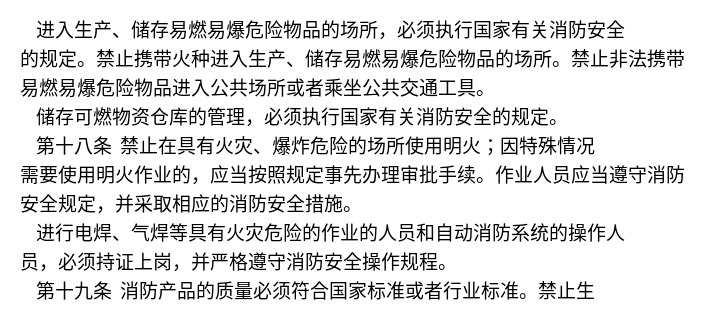 进入生产、储存易燃易爆危险物品的场所，必须执行国家有关消防安全
的规定。禁止携带火种进入生产、储存易燃易爆危险物品的场所。禁止非法携带
易燃易爆危险物品进入公共场所或者乘坐公共交通工具。
储存可燃物资仓库的管理，必须执行国家有关消防安全的规定。
第十八条 禁止在具有火灾、爆炸危险的场所使用明火；因特殊情况
需要使用明火作业的，应当按照规定事先办理审批手续。作业人员应当遵守消防
安全规定，并采取相应的消防安全措施。
进行电焊、气焊等具有火灾危险的作业的人员和自动消防系统的操作人
员，必须持证上岗，并严格遵守消防安全操作规程。
第十九条 消防产品的质量必须符合国家标准或者行业标准。禁止生